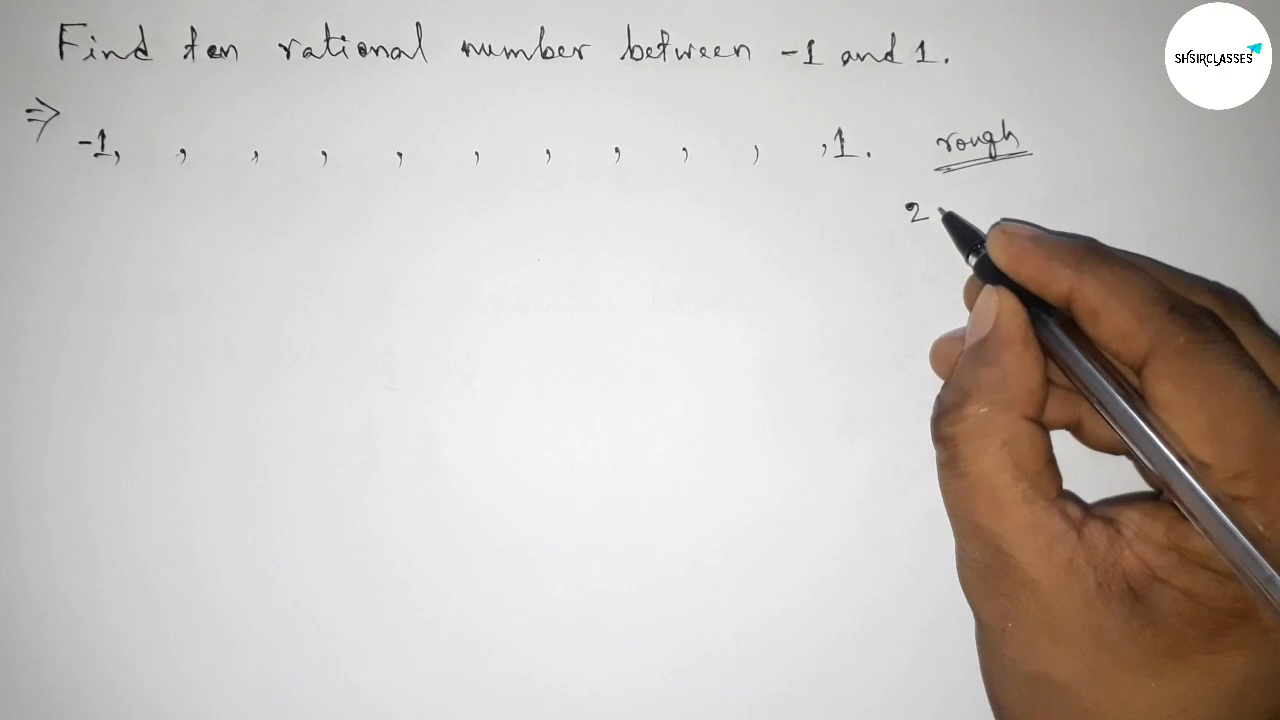 Find ten rational number between -1 and 1.
SHSIRCLASSES
⇒
-1, , , , , , , , , , ,1.
rough
2